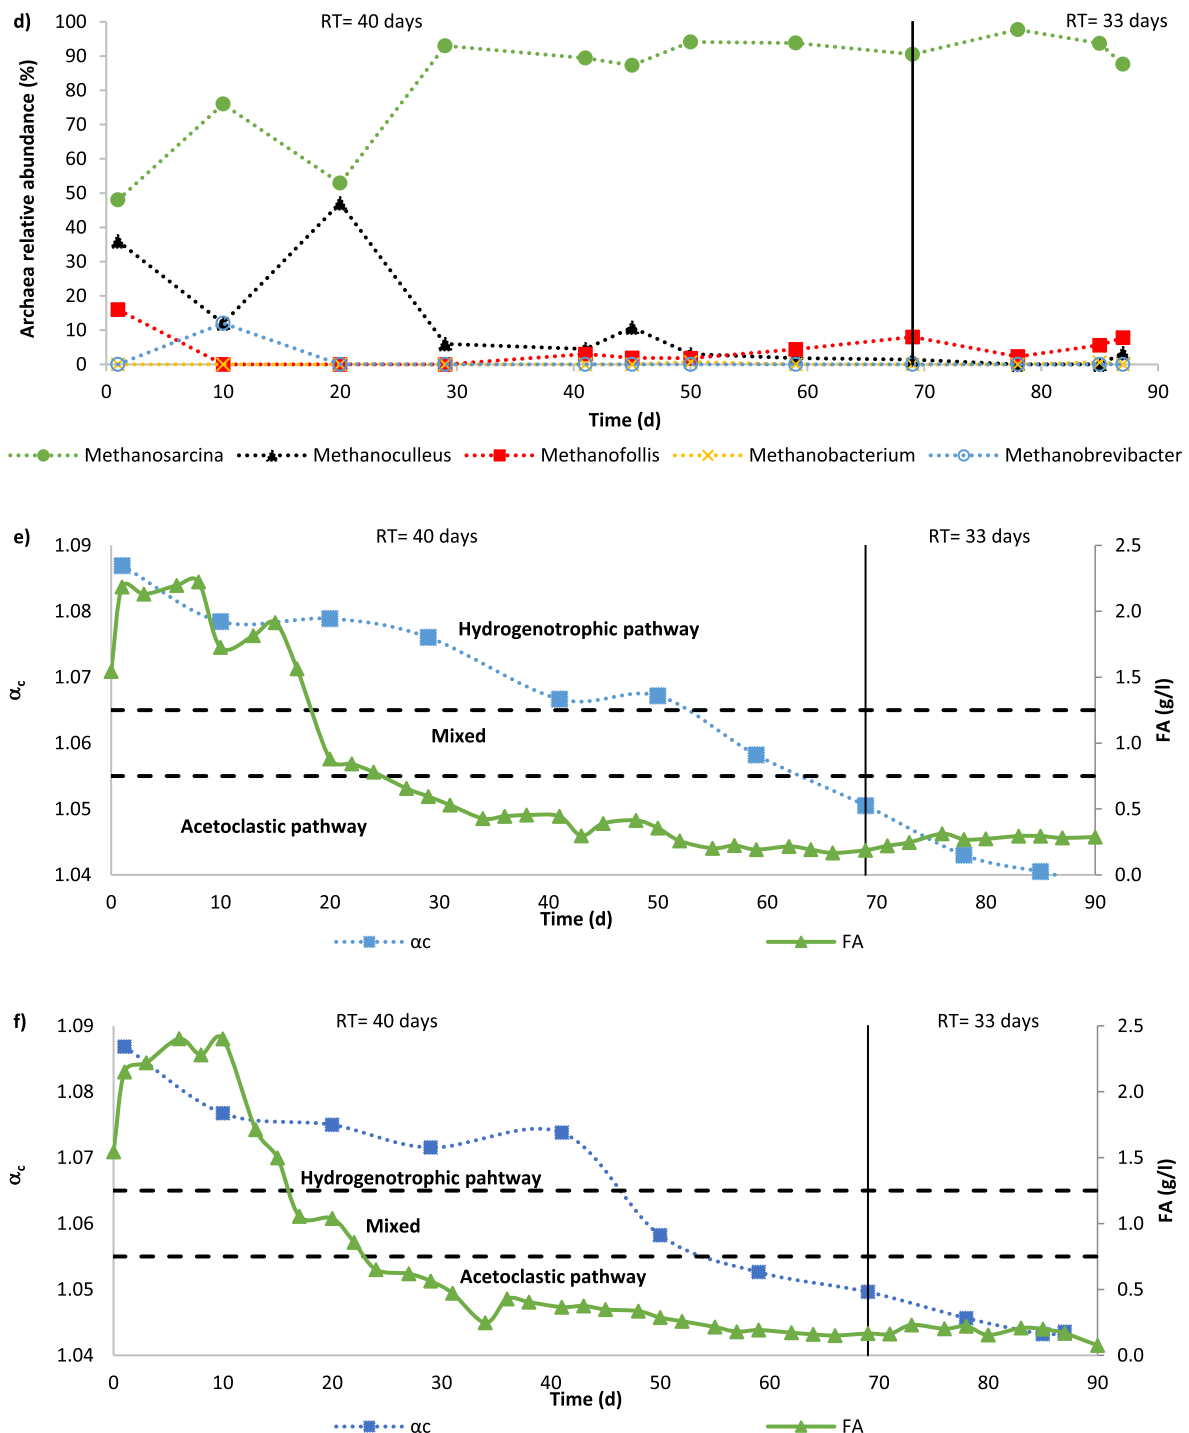 d)
RT= 40 days
RT= 33 days
Archaea relative abundance (%)
100
90
80
70
60
50
40
30
20
10
0
0 10 20 30 40 50 60 70 80 90
Time (d)
Methanosarcina Methanoculleus Methanofollis Methanobacterium Methanobrevibacter
e)
RT= 40 days
RT= 33 days
αc
1.09
1.08
1.07
1.06
1.05
1.04
Hydrogenotrophic pathway
Mixed
Acetoclastic pathway
2.5
2.0
1.5
1.0
0.5
0.0
FA (g/l)
0 10 20 30 40 50 60 70 80 90
Time (d)
αc FA
f)
RT= 40 days
RT= 33 days
αc
1.09
1.08
1.07
1.06
1.05
1.04
Hydrogenotrophic pahtway
Mixed
Acetoclastic pathway
2.5
2.0
1.5
1.0
0.5
0.0
FA (g/l)
0 10 20 30 40 50 60 70 80 90
Time (d)
αc FA